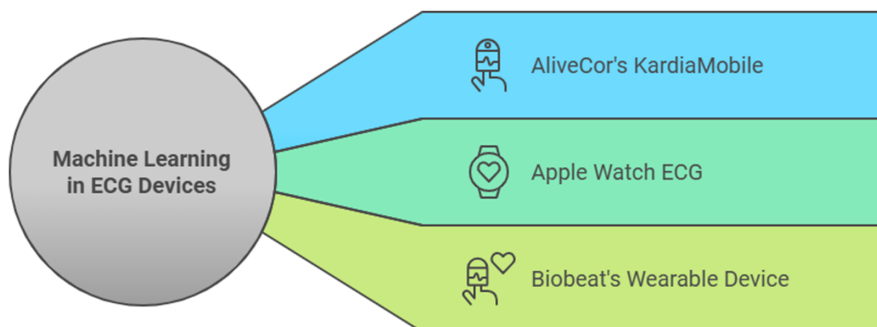 Machine Learning
in ECG Devices
AliveCor's KardiaMobile
Apple Watch ECG
Biobeat's Wearable Device